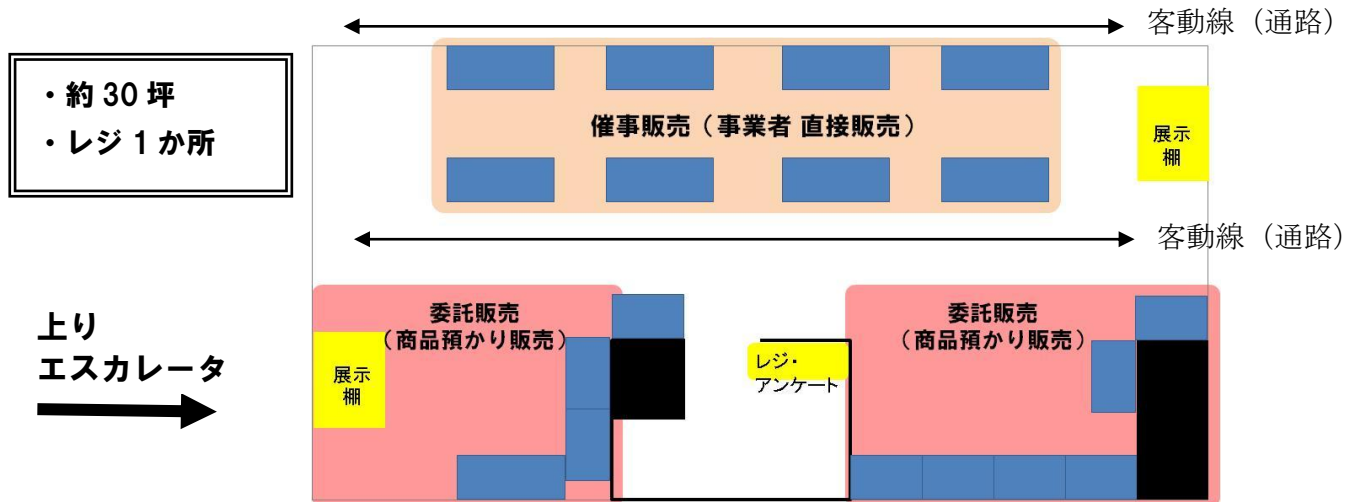 客動線（通路）
・約30坪
・レジ1か所
催事販売（事業者 直接販売）
展示
棚
客動線（通路）
上り
エスカレータ
委託販売
（商品預かり販売）
展示
棚
レジ・
アンケート
委託販売
（商品預かり販売）